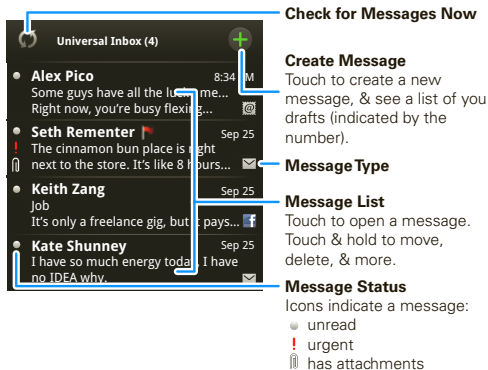 Universal Inbox (4)
Alex Pico
8:34 AM
Some guys have all the luck, me...
Right now, you're busy flexing...
Seth Rementer
Sep 25
The cinnamon bun place is right
next to the store. It's like 8 hours...
Keith Zang
Sep 25
Job
It's only a freelance gig, but it pays...
Kate Shunney
Sep 25
I have so much energy today, I have
no IDEA why.
Check for Messages Now
Create Message
Touch to create a new
message, & see a list of you
drafts (indicated by the
number).
Message Type
Message List
Touch to open a message.
Touch & hold to move,
delete, & more.
Message Status
Icons indicate a message:
unread
urgent
has attachments